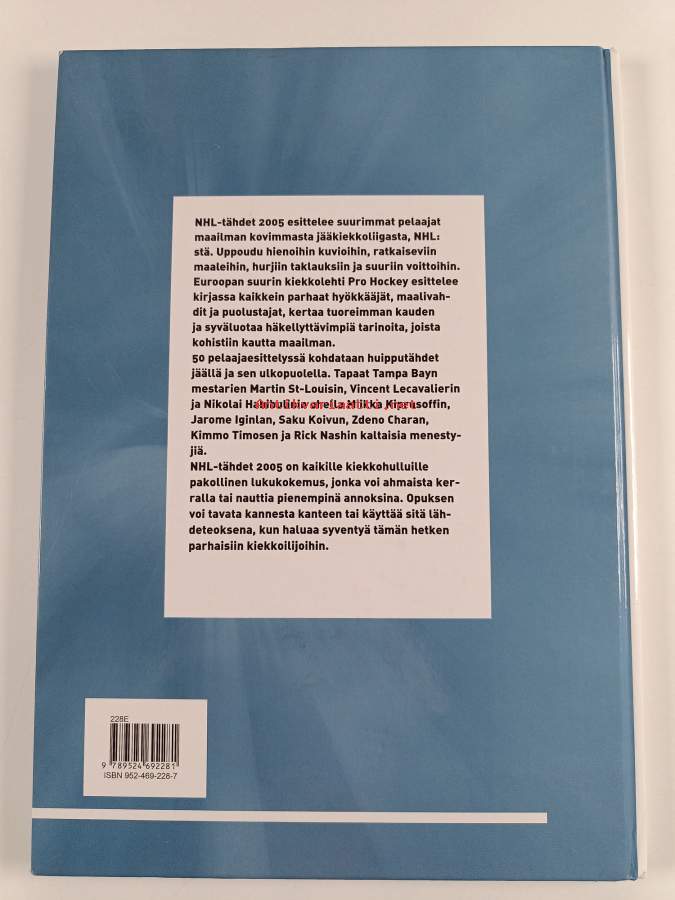 NHL-tähdet 2005 esittelee suurimmat pelaajat
maailman kovimmasta jääkiekkoliigasta, NHL:
stä. Uppoudu hienoihin kuvioihin, ratkaiseviin
maaleihin, hurjiin taklauksiin ja suuriin voittoihin.
Euroopan suurin kiekkolehti Pro Hockey esittelee
kirjassa kaikkein parhaat hyökkääjät, maalivah-
dit ja puolustajat, kertaa tuoreimman kauden
ja syväluotaa häkellyttävimpiä tarinoita, joista
kohistiin kautta maailman.
50 pelaajaesittelyssä kohdataan huipputähdet
jäällä ja sen ulkopuolella. Tapaat Tampa Bayn
mestarien Martin St-Louisin, Vincent Lecavalierin
ja Nikolai Miikka Kiprusoffin,
Antikvariaatti.net
Jarome Iginlan, Saku Koivun, Zdeno Charan,
Kimmo Timosen ja Rick Nashin kaltaisia menesty-
jiä.
NHL-tähdet 2005 on kaikille kiekkohulluille
pakollinen lukukokemus, jonka voi ahmaista ker-
ralla tai nauttia pienempinä annoksina. Opuksen
voi tavata kannesta kanteen tai käyttää sitä läh-
deteoksena, kun haluaa syventyä tämän hetken
parhaisiin kiekkoilijoihin.
228E
9 789524 692281
ISBN 952-469-228-7